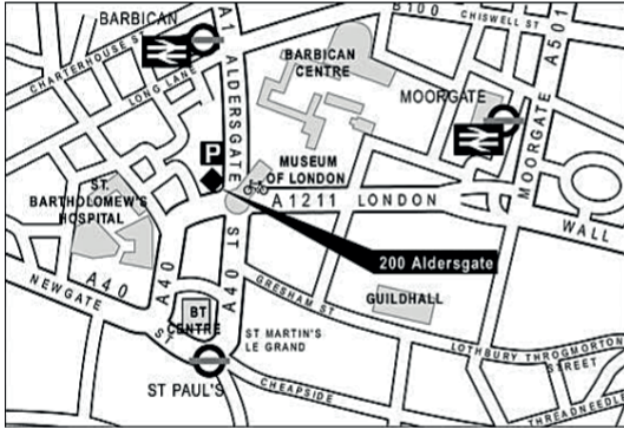 BARBICAN
A1
B100
CHISWELL ST
A501
CHARTERHOUSE ST
LONG LANE
ALDERSGATE
BARBICAN
CENTRE
MOORGATE
MOORGATE
P
MUSEUM
OF LONDON
ST.
BARTHOLOMEW'S
HOSPITAL
A1211 LONDON
WALL
ST
200 Aldersgate
A40
A40
A40
NEWGATE
ST
GRESHAM ST
GUILDHALL
BT
CENTRE
ST MARTIN'S
LE GRAND
LOTHBURY THROGMORTON
STREET
ST PAUL'S
CHEAPSIDE
THREADNEEDLE